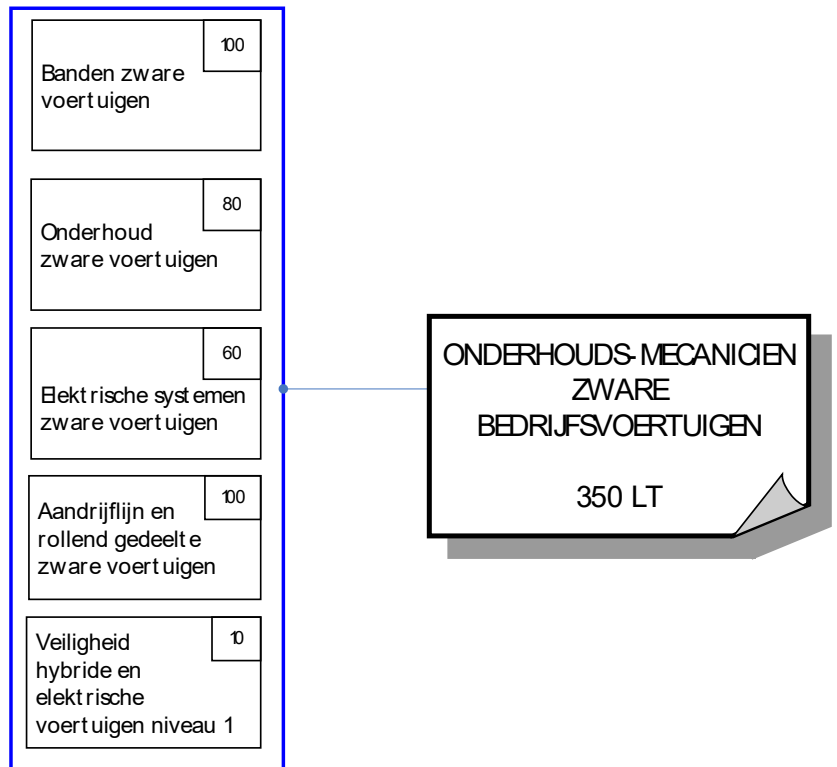 100
Banden zware
voertuigen
80
Onderhoud
zware voertuigen
60
Elektrische systemen
zware voertuigen
100
Aandrijflijn en
rollend gedeelte
zware voertuigen
10
Veiligheid
hybride en
elektrische
voertuigen niveau 1
ONDERHOUDS-MECANICIEN
ZWARE
BEDRIJFSVOERTUIGEN
350 LT